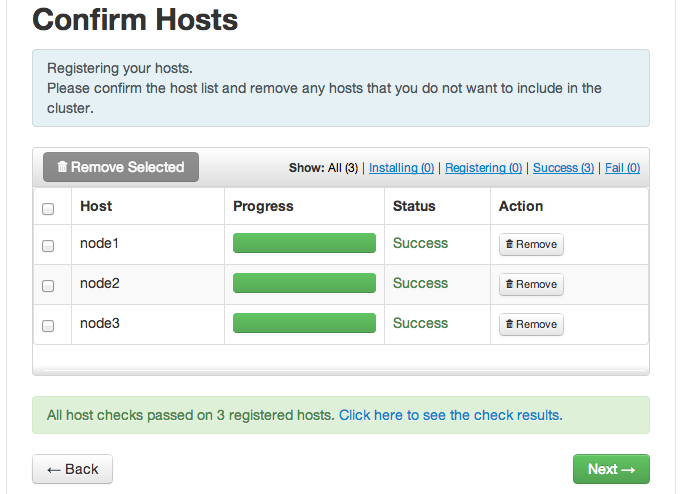 Confirm Hosts
Registering your hosts.
Please confirm the host list and remove any hosts that you do not want to include in the
cluster.
Remove Selected
Show: All (3) | Installing (0) | Registering (0) | Success (3) | Fail (0)
Host Progress Status Action
node1 Success Remove
node2 Success Remove
node3 Success Remove
All host checks passed on 3 registered hosts. Click here to see the check results.
← Back
Next →